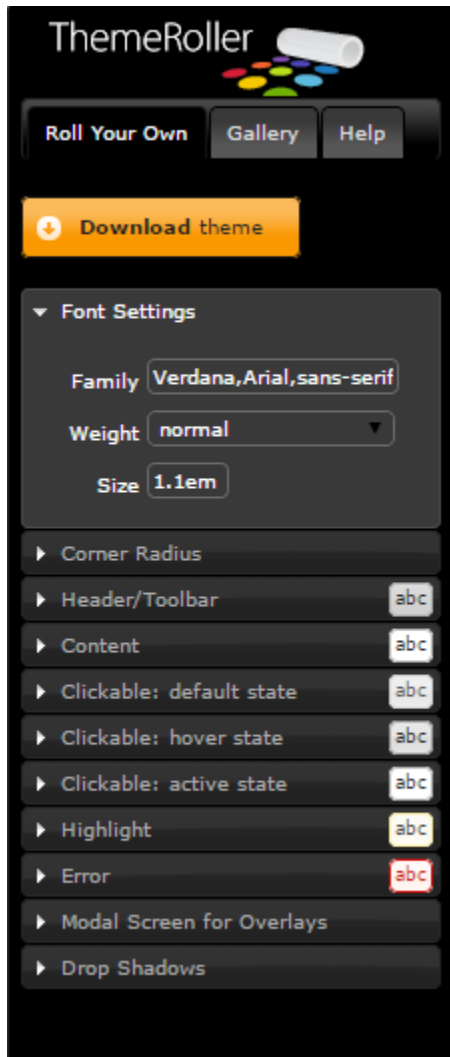 ThemeRoller
Roll Your Own Gallery Help
Download theme
Font Settings
Family Verdana,Arial,sans-serif
Weight normal
Size 1.1em
Corner Radius
Header/Toolbar abc
Content abc
Clickable: default state abc
Clickable: hover state abc
Clickable: active state abc
Highlight abc
Error abc
Modal Screen for Overlays
Drop Shadows